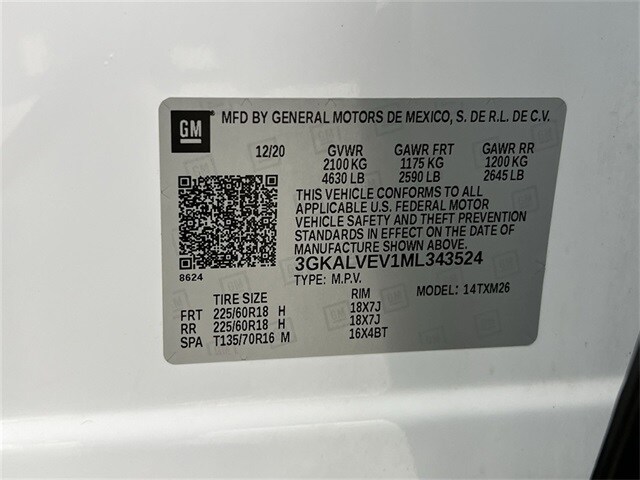 GM MFD BY GENERAL MOTORS DE MEXICO, S. DE R.L. DE C.V.
12/20 GVWR GAWR FRT GAWR RR
2100 KG 1175 KG 1200 KG
4630 LB 2590 LB 2645 LB
THIS VEHICLE CONFORMS TO ALL
APPLICABLE U.S. FEDERAL MOTOR
VEHICLE SAFETY AND THEFT PREVENTION
STANDARDS IN EFFECT ON THE DATE OF
MANUFACTURE SHOWN ABOVE.
8624 3GKALVEV1ML343524
TYPE: M.P.V.
MODEL: 14TXM26
TIRE SIZE RIM
FRT 225/60R18 H 18X7J
RR 225/60R18 H 18X7J
SPA T135/70R16 M 16X4BT